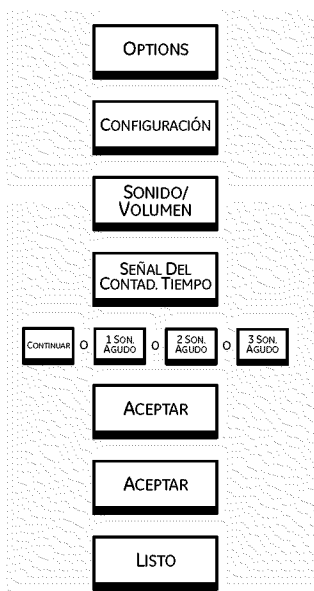 OPTIONS
CONFIGURACIÓN
SONIDO/
VOLUMEN
SEÑAL DEL
CONTAD. TIEMPO
CONTINUAR O 1 SON. AGUDO O 2 SON. AGUDO O 3 SON. AGUDO
ACEPTAR
ACEPTAR
LISTO